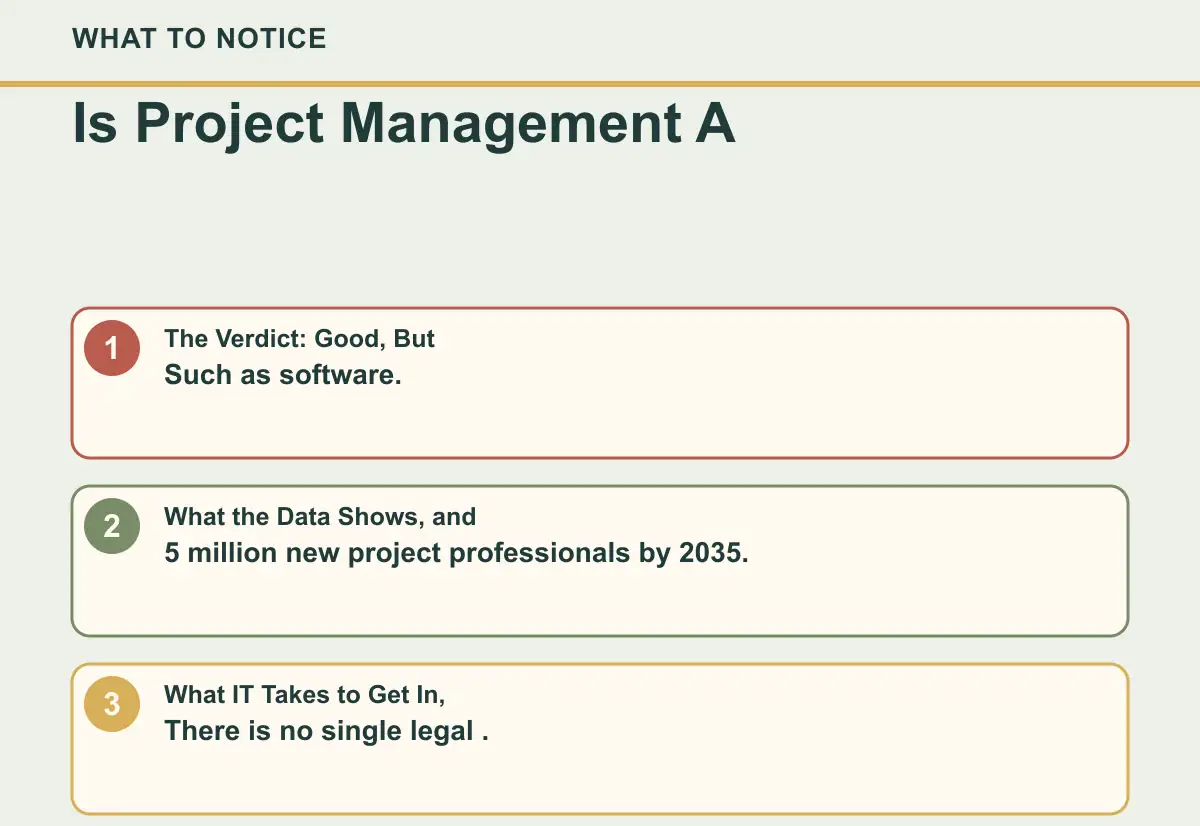 WHAT TO NOTICE
Is Project Management A
1
The Verdict: Good, But
Such as software.
2
What the Data Shows, and
5 million new project professionals by 2035.
3
What IT Takes to Get In,
There is no single legal .